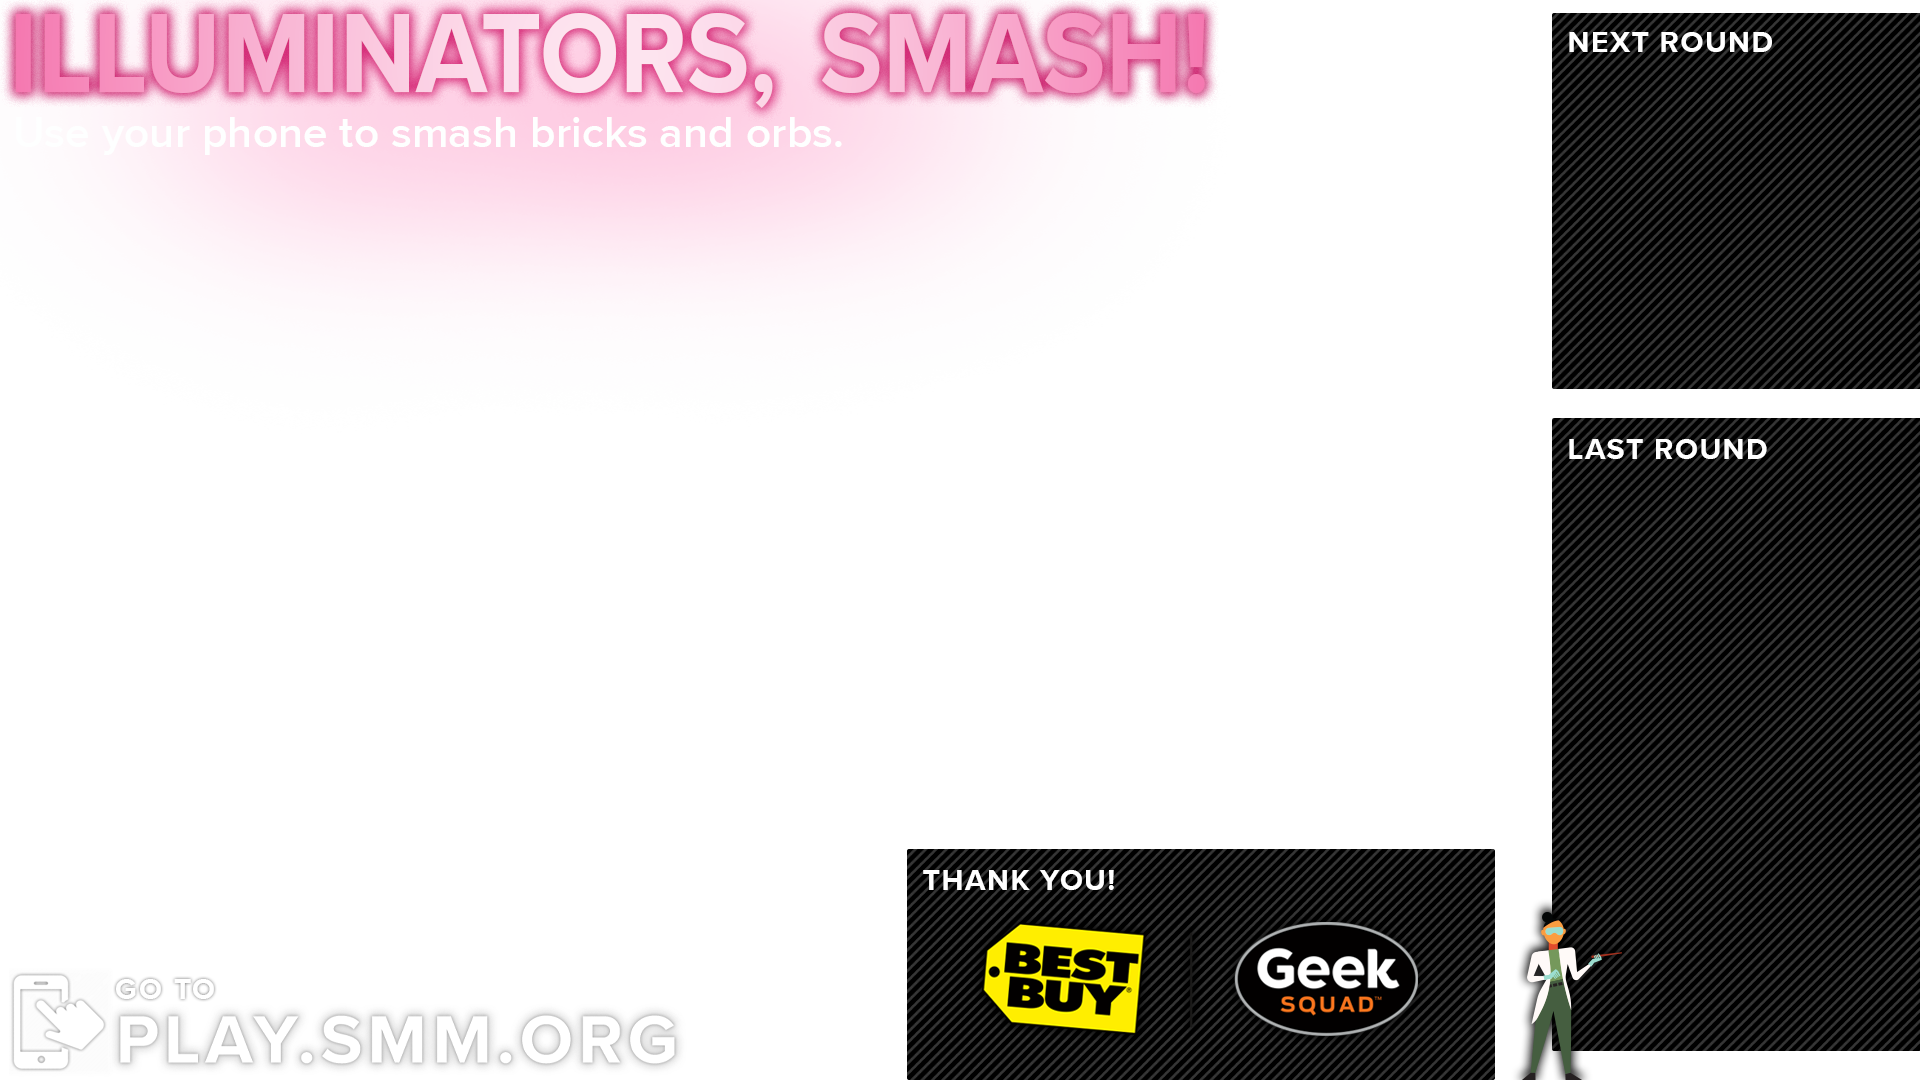 ILLUMINATORS, SMASH!
Use your phone to smash bricks and orbs.
NEXT ROUND
LAST ROUND
THANK YOU!
BEST
BUY
Geek
SQUAD™
GO TO
PLAY.SMM.ORG